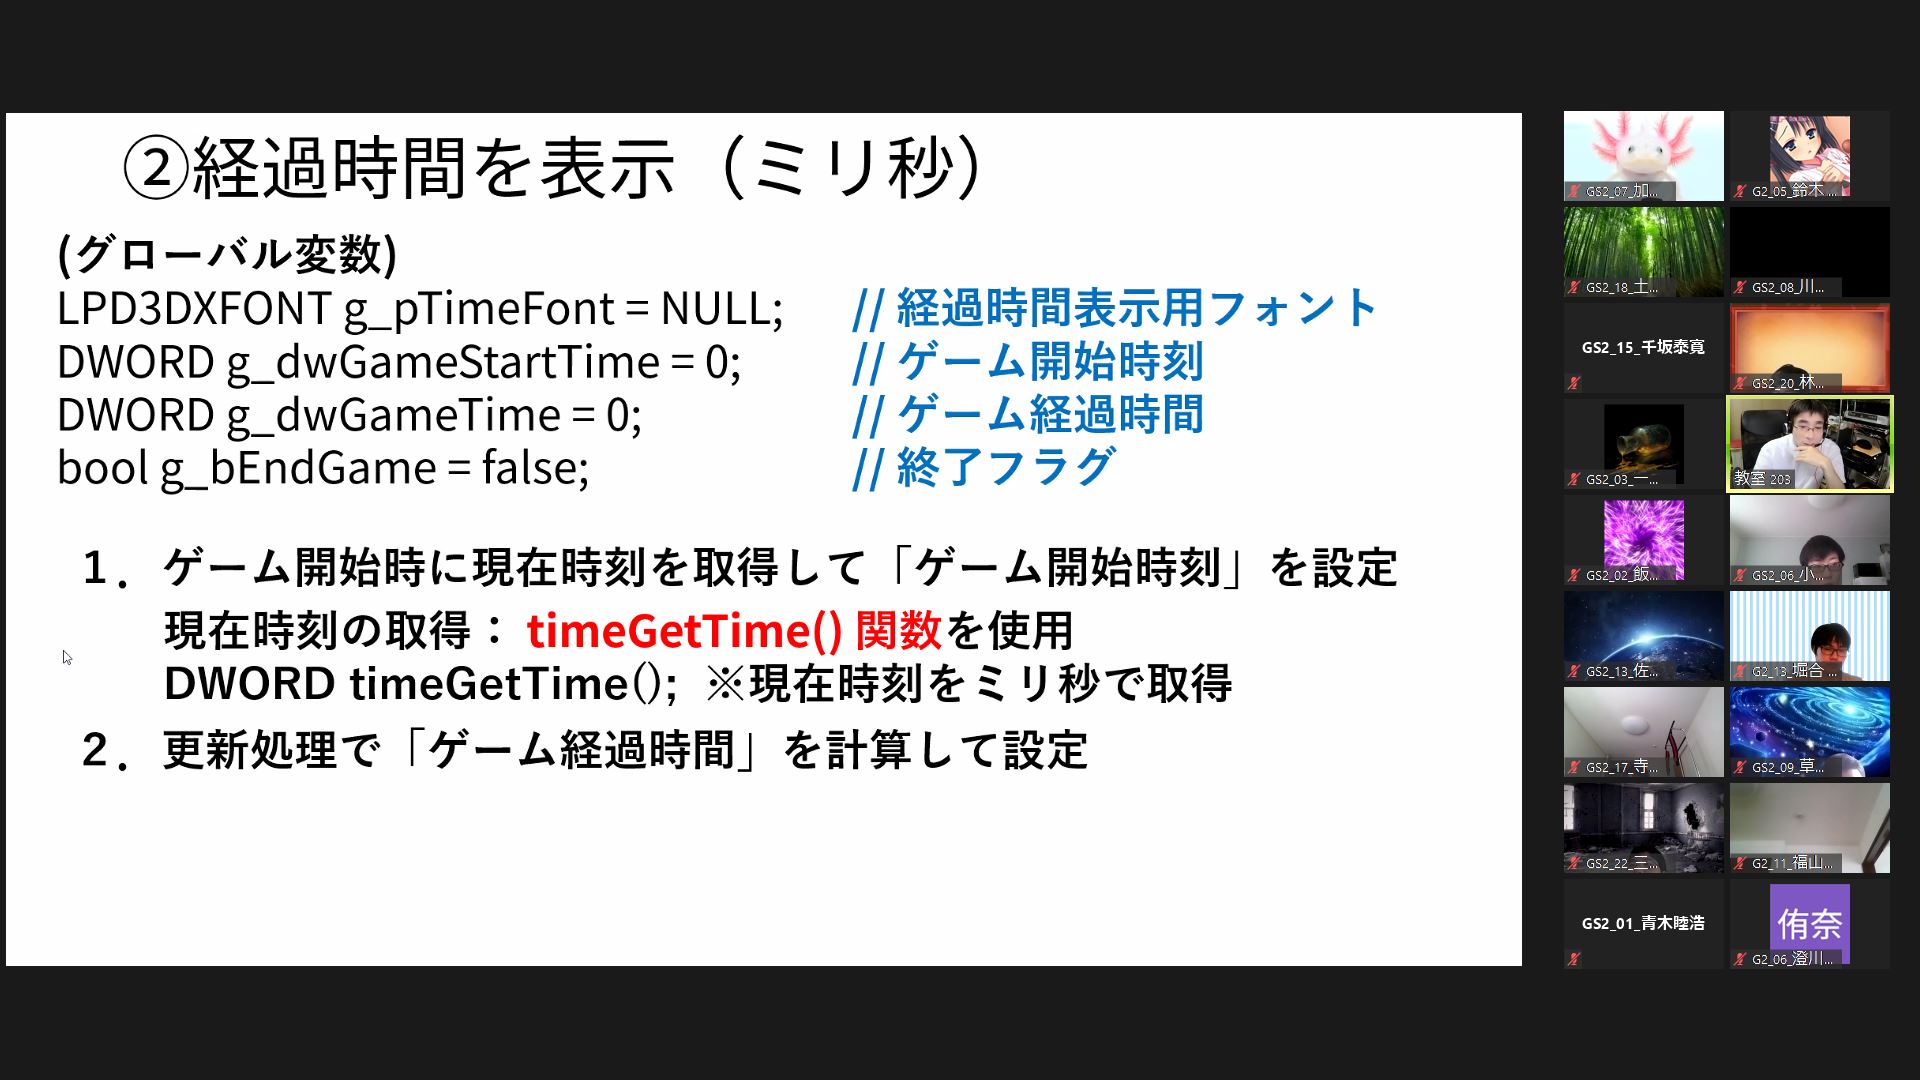 ②経過時間を表示（ミリ秒）
(グローバル変数)
LPD3DXFONT g_pTimeFont = NULL; // 経過時間表示用フォント
DWORD g_dwGameStartTime = 0; // ゲーム開始時刻
DWORD g_dwGameTime = 0; // ゲーム経過時間
bool g_bEndGame = false; // 終了フラグ
１．ゲーム開始時に現在時刻を取得して「ゲーム開始時刻」を設定
現在時刻の取得： timeGetTime() 関数を使用
DWORD timeGetTime(); ※現在時刻をミリ秒で取得
２．更新処理で「ゲーム経過時間」を計算して設定
GS2_07_加...
G2_05_鈴木 ...
GS2_18_土...
GS2_08_川...
GS2_15_千坂泰寛
GS2_20_林...
GS2_03_一...
教室 203
GS2_02_飯...
GS2_06_小...
GS2_13_佐...
G2_13_堀合 ...
GS2_17_寺...
GS2_09_草...
GS2_22_三...
G2_11_福山...
GS2_01_青木睦浩
侑奈
G2_06_澄川...